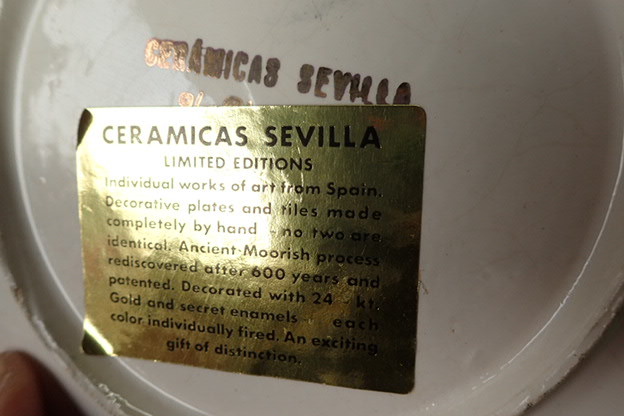 CERÁMICAS SEVILLA
CERAMICAS SEVILLA
LIMITED EDITIONS
Individual works of art from Spain.
Decorative plates and tiles made
completely by hand - no two are
identical. Ancient Moorish process
rediscovered after 600 years and
patented. Decorated with 24 kt.
Gold and secret enamels each
color individually fired. An exciting
gift of distinction.